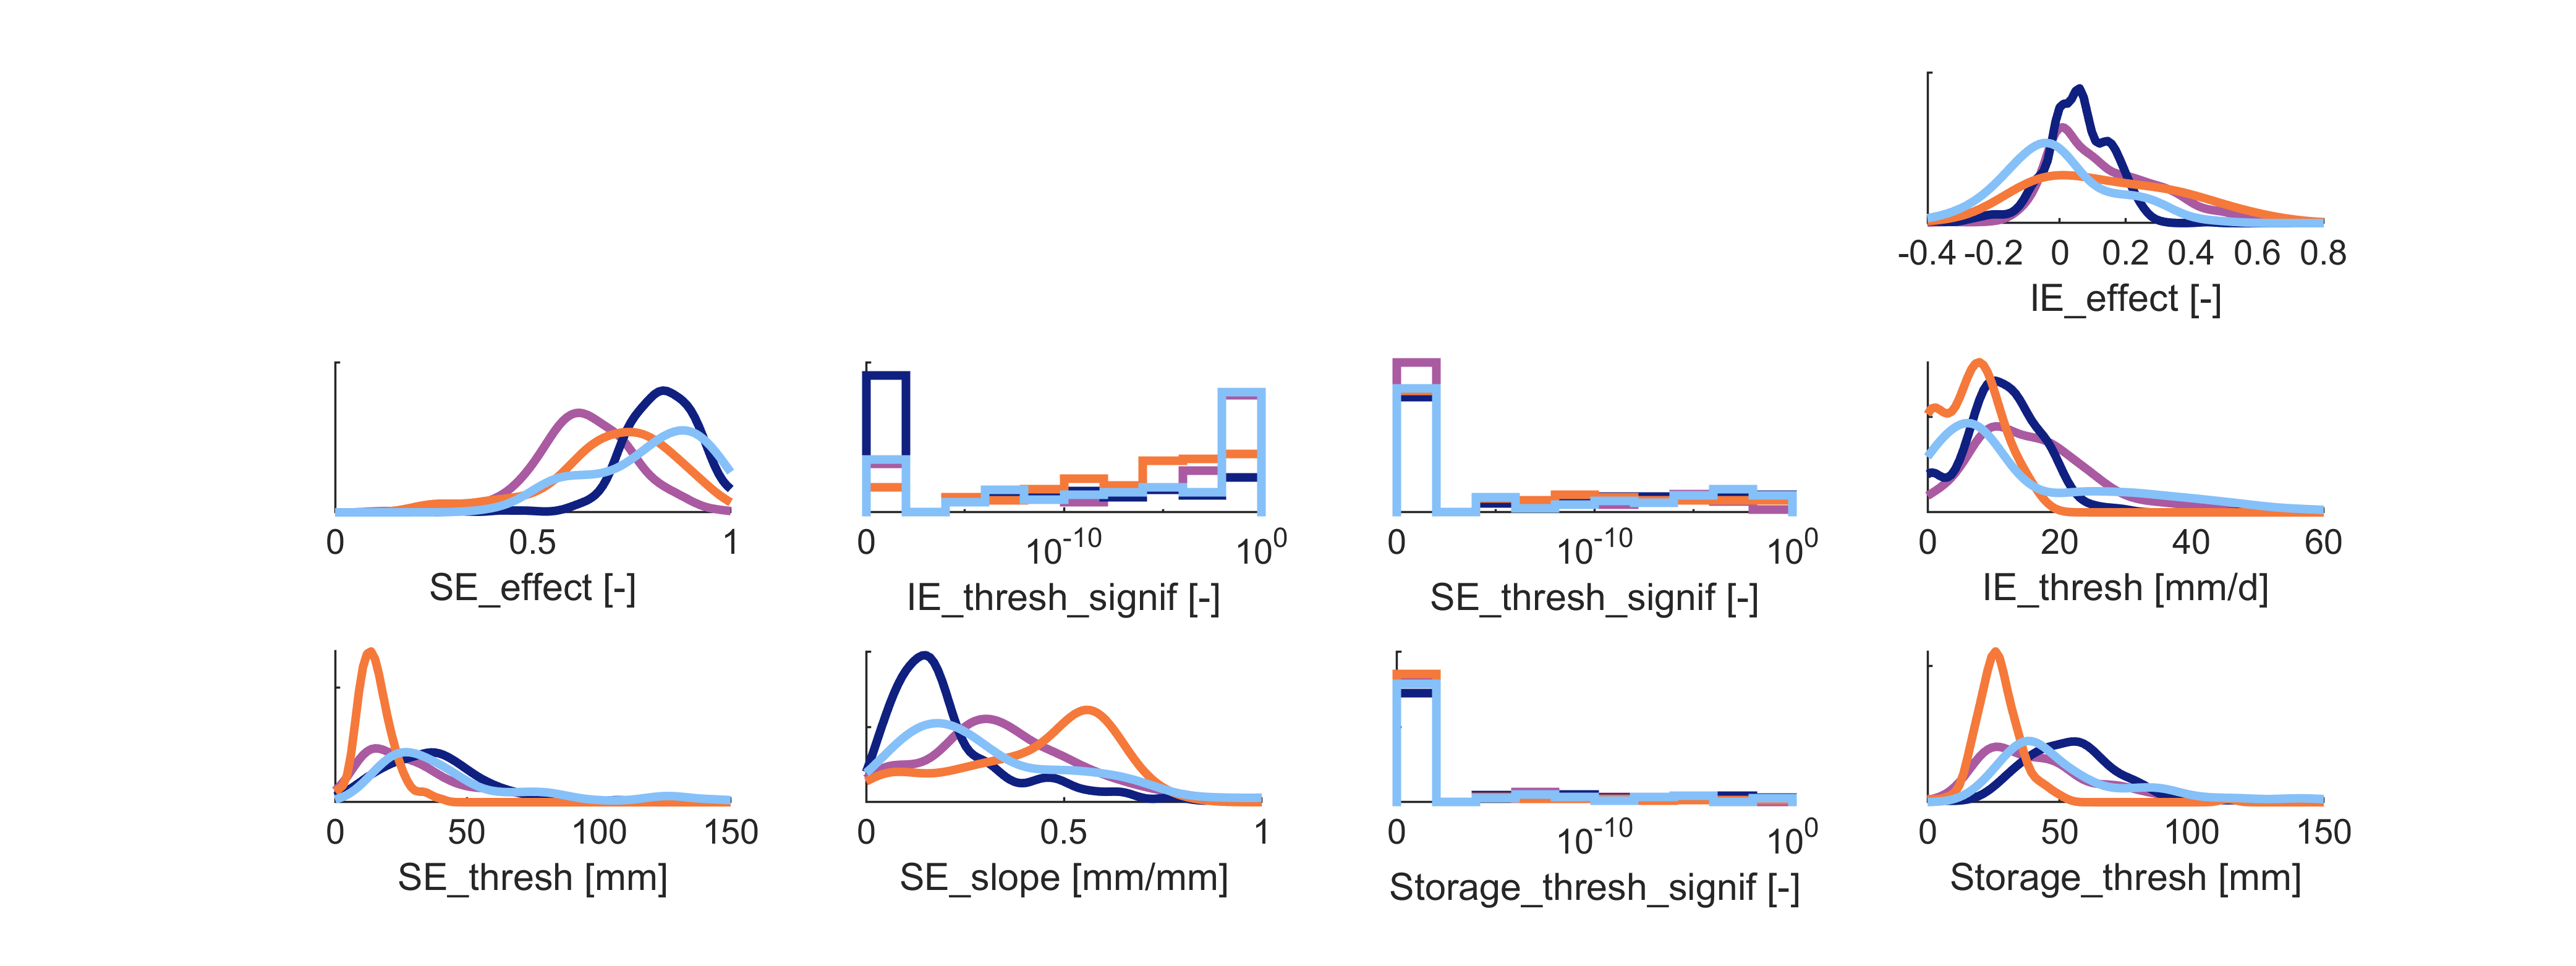 -0.4 -0.2 0 0.2 0.4 0.6 0.8
IE_effect [-]
0 0.5 1
SE_effect [-]
0 10^-10 10^0
IE_thresh_signif [-]
0 10^-10 10^0
SE_thresh_signif [-]
0 20 40 60
IE_thresh [mm/d]
0 50 100 150
SE_thresh [mm]
0 0.5 1
SE_slope [mm/mm]
0 10^-10 10^0
Storage_thresh_signif [-]
0 50 100 150
Storage_thresh [mm]